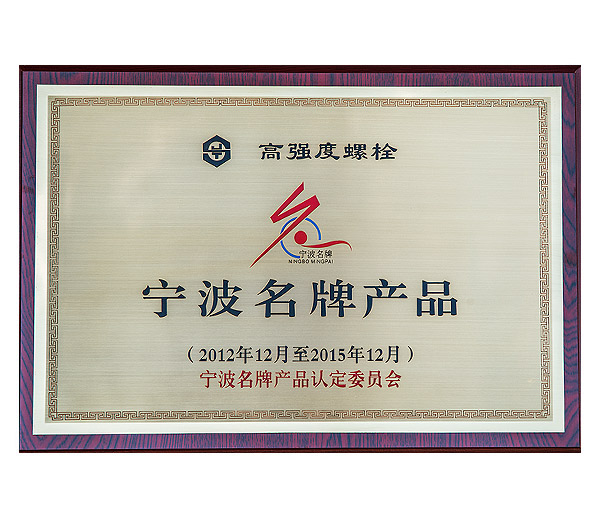 高强度螺栓
宁波名牌
NINGBO MINGPAI
宁波名牌产品
（2012年12月至2015年12月）
宁波名牌产品认定委员会